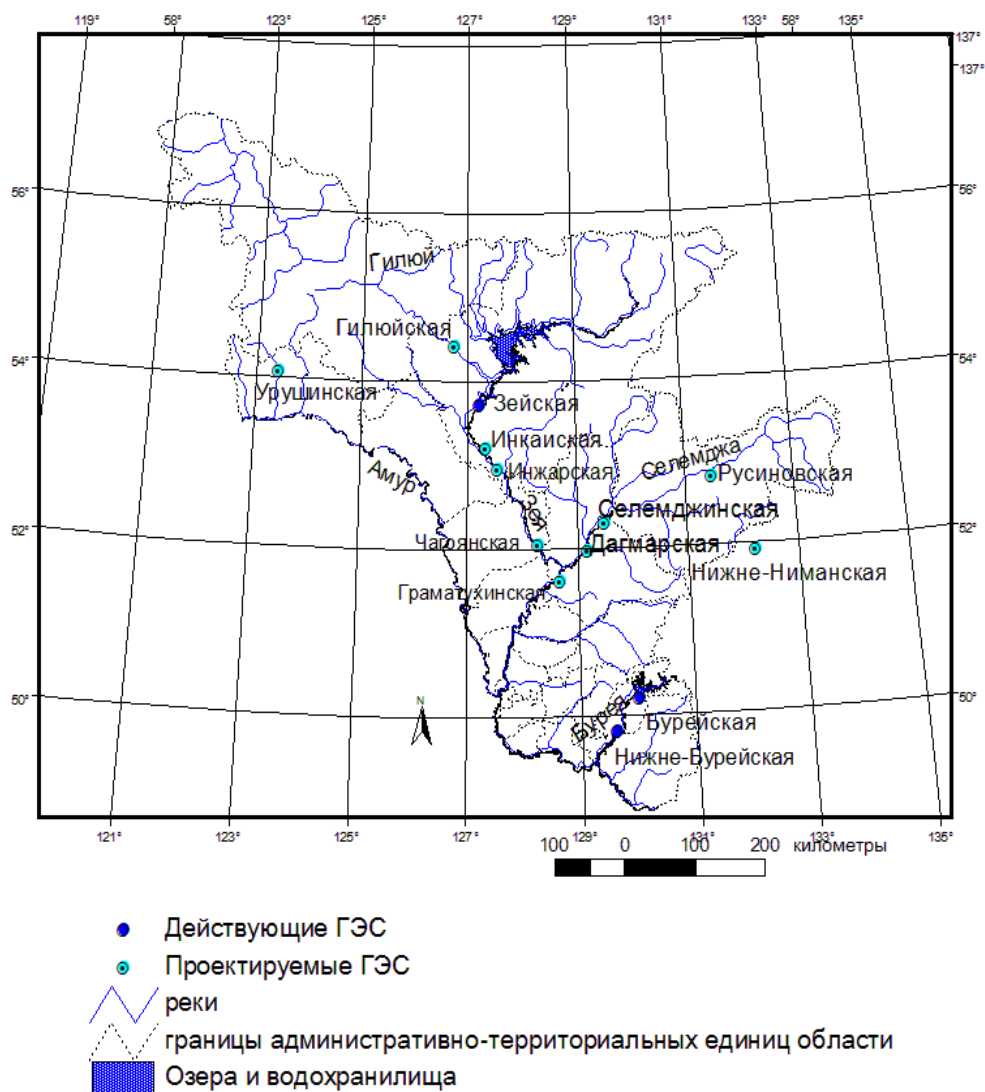 119° 58° 123° 125° 127° 129° 131° 133° 58° 135°
137°
137°
56° 56°
Гилюй
Гилюйская
54° 54°
Урушинская
Зейская
Инкаиская
Селемджа
Амур
Инжарская
Русиновская
Зея
Селемджинская
52° 52°
Чагоянская
Дагмарская
Нижне-Ниманская
Граматухинская
50° 50°
N
Бурея
Бурейская
Нижне-Бурейская
121° 123° 125° 127° 129° 131° 133° 135°
100 0 100 200 километры
Действующие ГЭС
Проектируемые ГЭС
реки
границы административно-территориальных единиц области
Озера и водохранилища